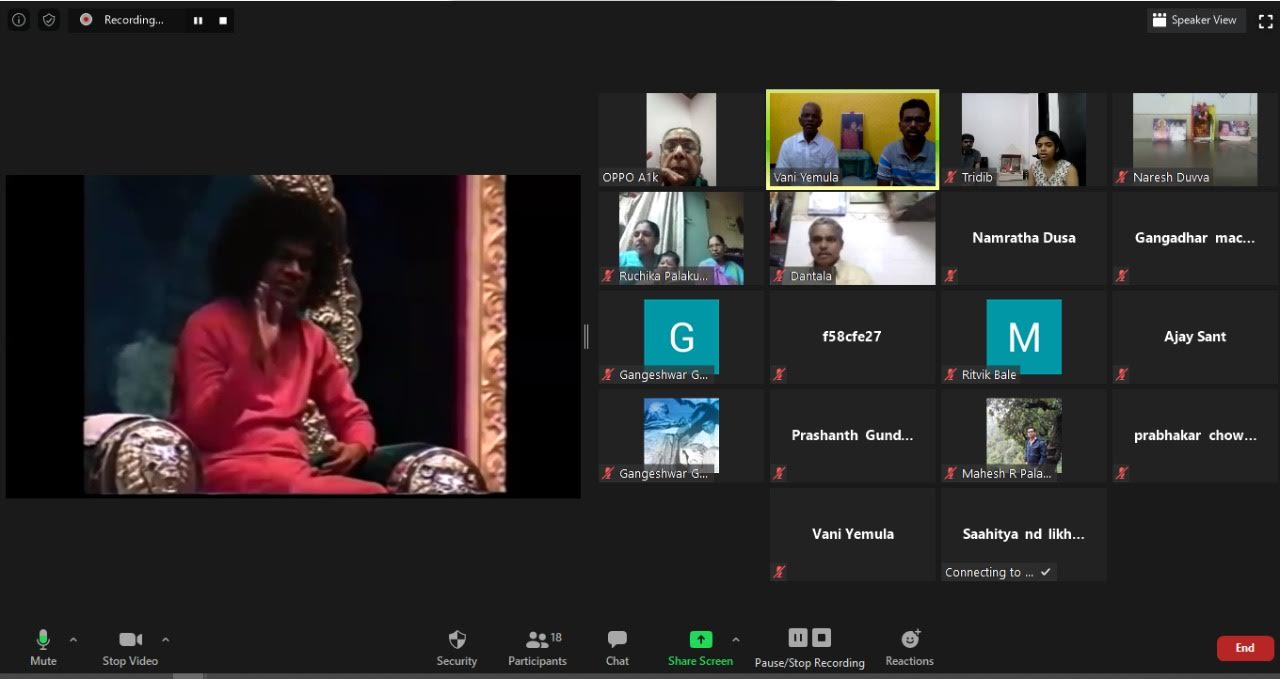 Recording...
Speaker View
OPPO A1k
Vani Yemula
Tridib
Naresh Duvva
Ruchika Palaku...
Dantala
Namratha Dusa
Gangadhar mac...
G
Gangeshwar G...
f58cfe27
M
Ritvik Bale
Ajay Sant
Gangeshwar G...
Prashanth Gund...
Mahesh R Pala...
prabhakar chow...
Vani Yemula
Saahitya nd likh...
Connecting to ...
Mute
Stop Video
Security
Participants
18
Chat
Share Screen
Pause/Stop Recording
Reactions
End